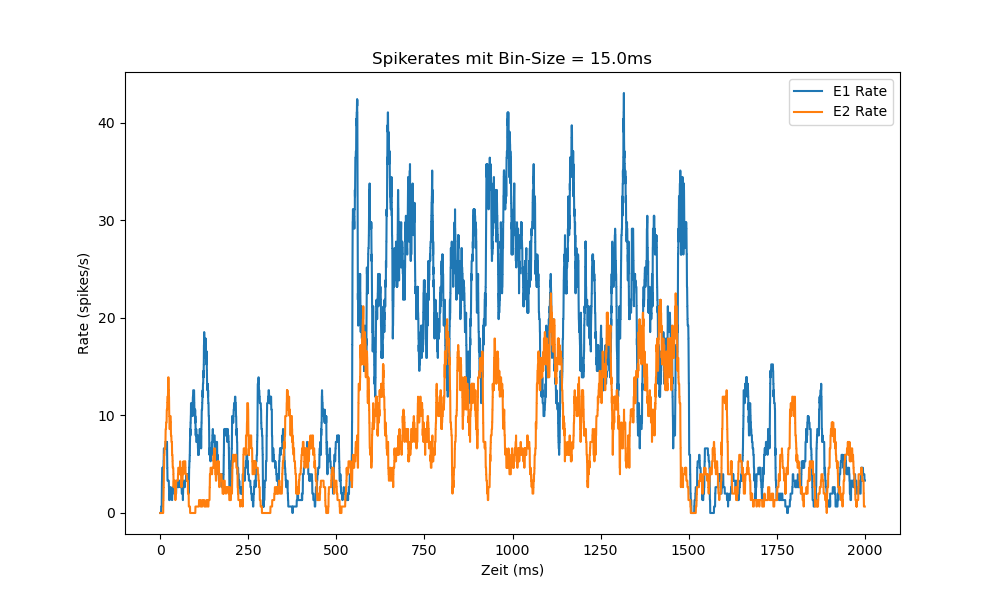 Spikerates mit Bin-Size = 15.0ms
E1 Rate
E2 Rate
40
30
20
10
0
Rate (spikes/s)
0 250 500 750 1000 1250 1500 1750 2000
Zeit (ms)